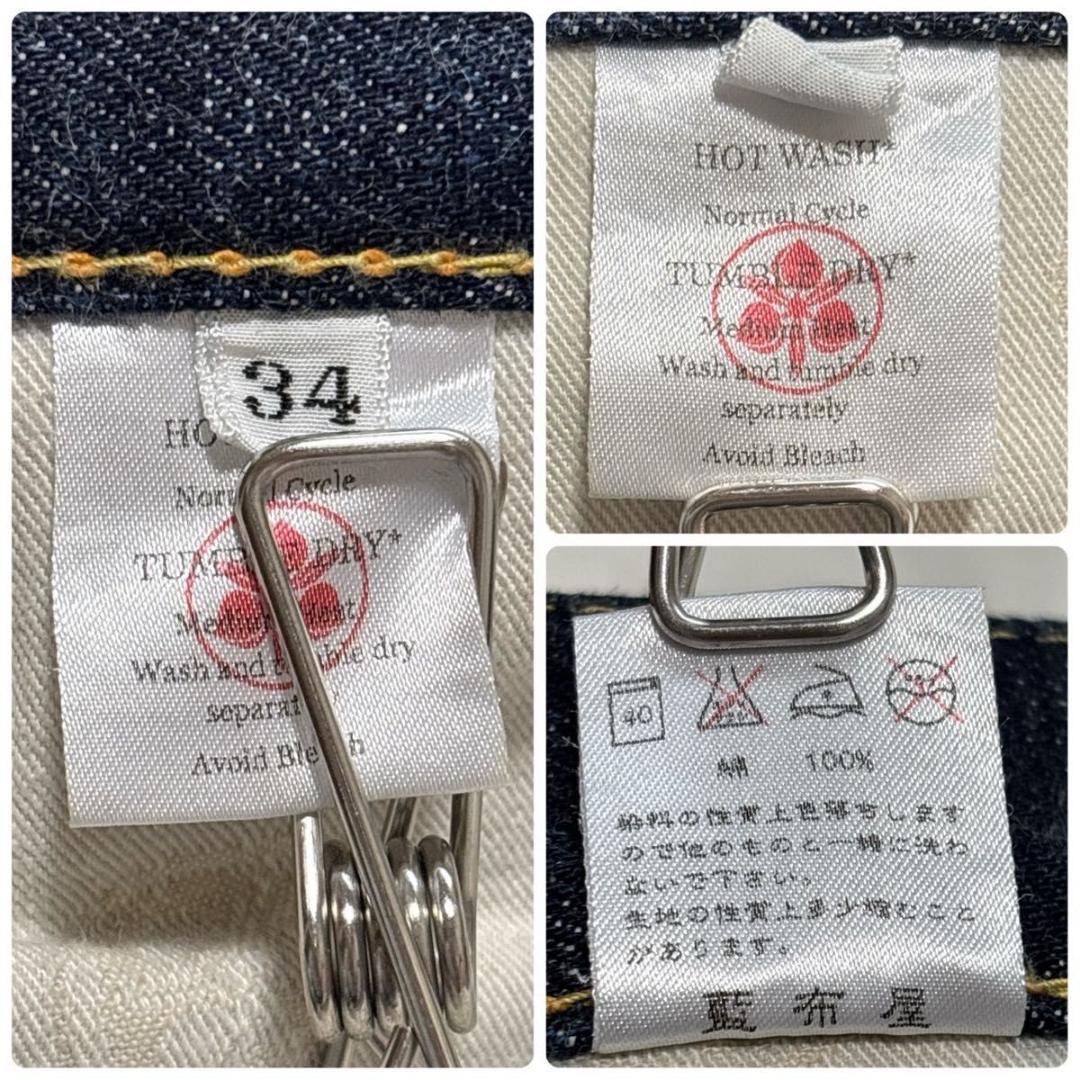 34
HO
Nor l Cycle
TUMBLE DRY*
Medium Heat
Wash and tumble dry
separat
Avoid Ble h
HOT WASH*
Normal Cycle
TUMBLE DRY*
Medium Heat
Wash and tumble dry
separately
Avoid Bleach
40
綿 100%
染料の性質上色落ちします
ので他のものと一緒に洗わ
ないで下さい。
生地の性質上多少縮むこと
があります。
藍布屋